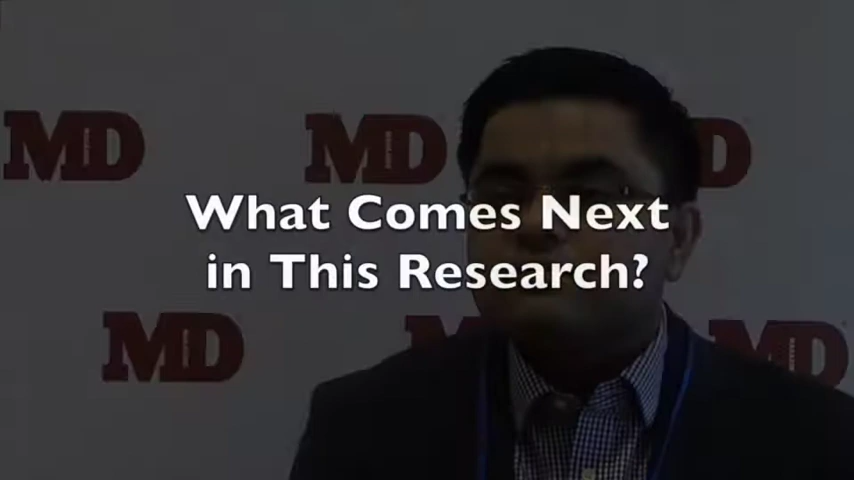 MD MD D
What Comes Next
in This Research?
MD M MD